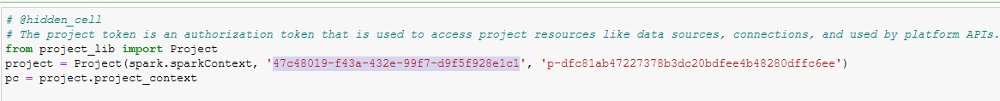 # @hidden_cell
# The project token is an authorization token that is used to access project resources like data sources, connections, and used by platform APIs.
from project_lib import Project
project = Project(spark.sparkContext, '47c48019-f43a-432e-99f7-d9f5f928e1c1', 'p-dfc81ab47227378b3dc20bdfee4b48280dffc6ee')
pc = project.project_context